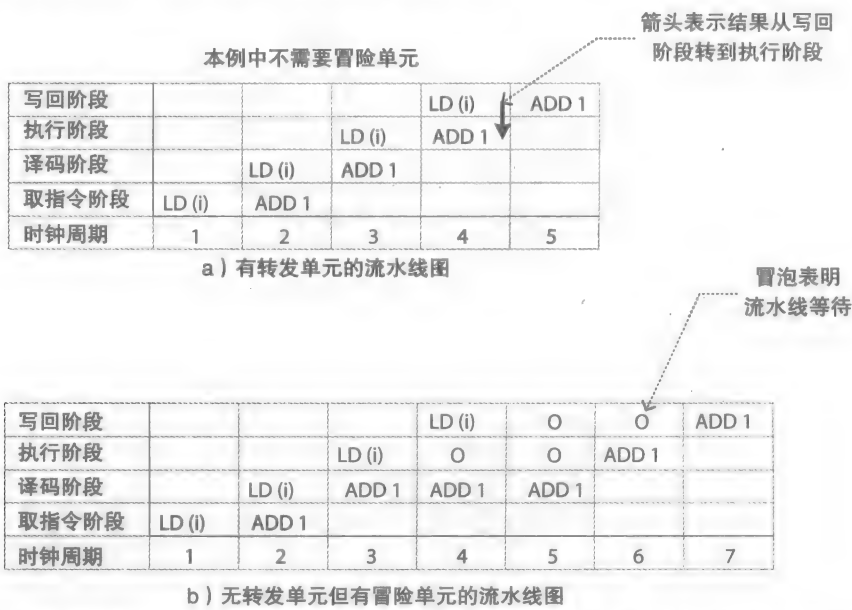 箭头表示结果从写回
阶段转到执行阶段
本例中不需要冒险单元
写回阶段 LD (i) ADD 1
执行阶段 LD (i) ADD 1
译码阶段 LD (i) ADD 1
取指令阶段 LD (i) ADD 1
时钟周期 1 2 3 4 5
a）有转发单元的流水线图
冒泡表明
流水线等待
写回阶段 LD (i) O O ADD 1
执行阶段 LD (i) O O ADD 1
译码阶段 LD (i) ADD 1 ADD 1 ADD 1
取指令阶段 LD (i) ADD 1
时钟周期 1 2 3 4 5 6 7
b）无转发单元但有冒险单元的流水线图